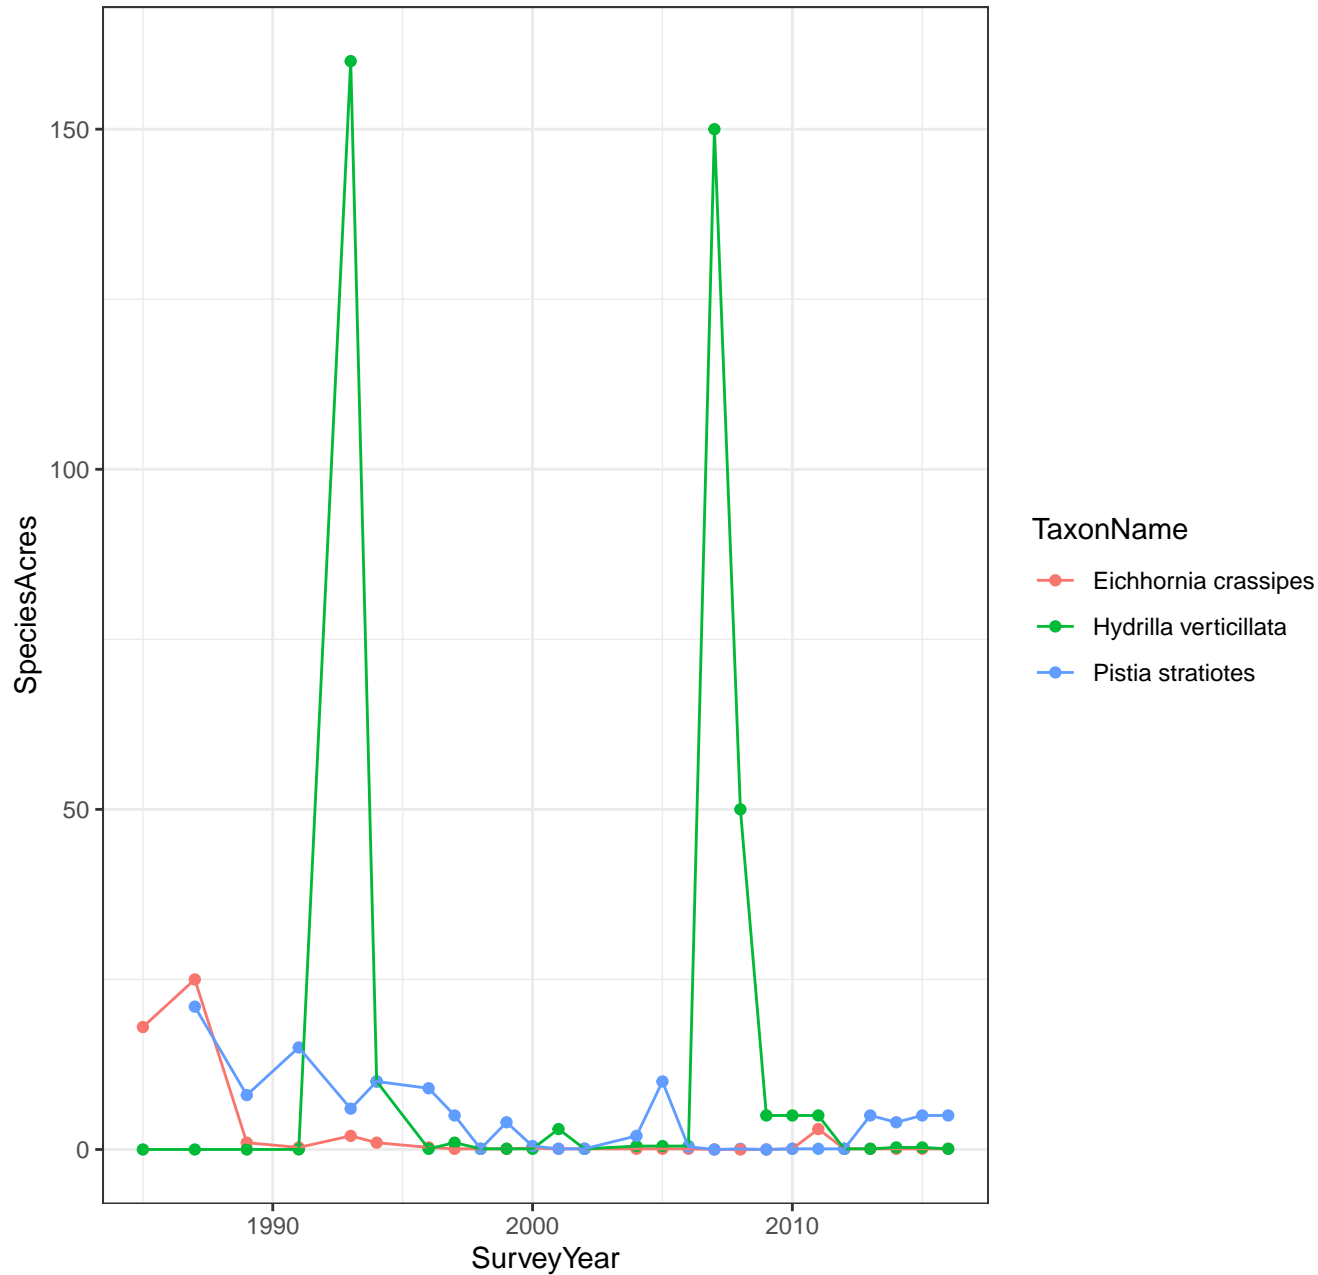 150
100
50
0
SpeciesAcres
1990 2000 2010
SurveyYear
TaxonName
Eichhornia crassipes
Hydrilla verticillata
Pistia stratiotes